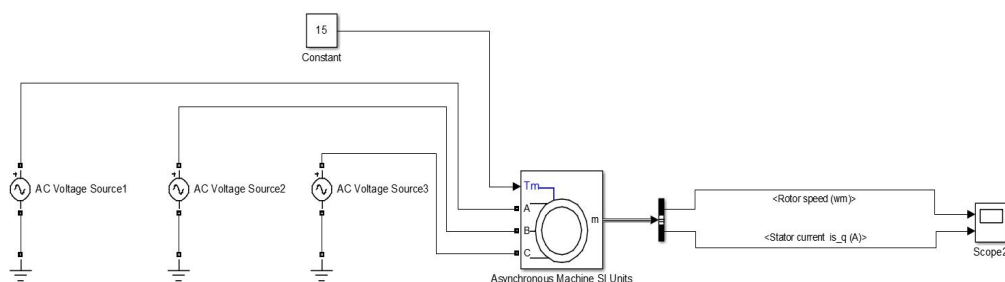 15
Constant
AC Voltage Source1
AC Voltage Source2
AC Voltage Source3
Tm
A
B
C
m
Asynchronous Machine SI Units
<Rotor speed (wm)>
<Stator current is_q (A)>
Scope2